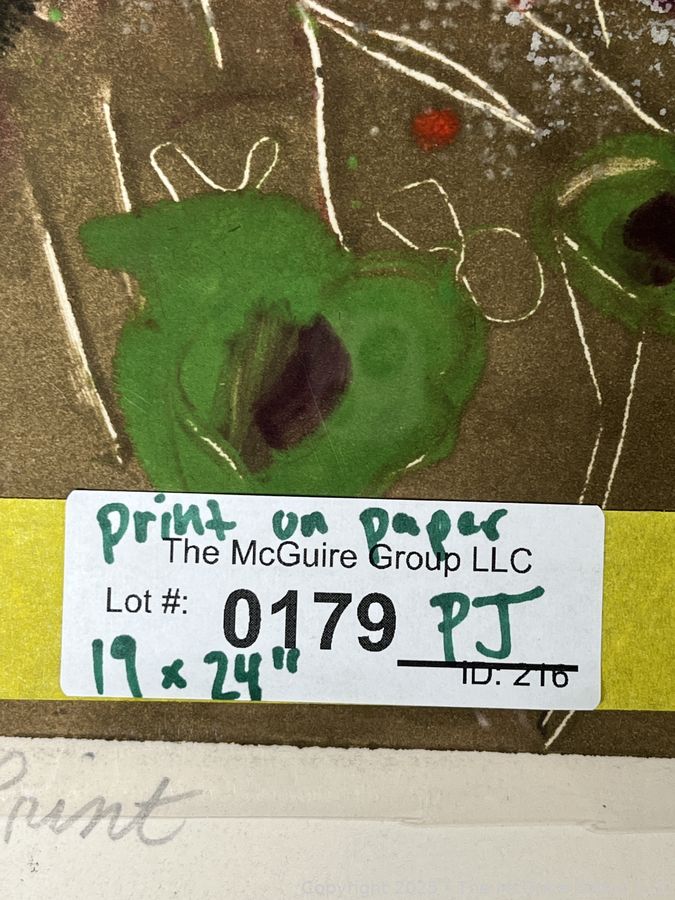 print on paper
The McGuire Group LLC
Lot #: 0179 PJ
19 x 24"
ID: 216
Print
Copyright 2025 - The McGuire Group LLC